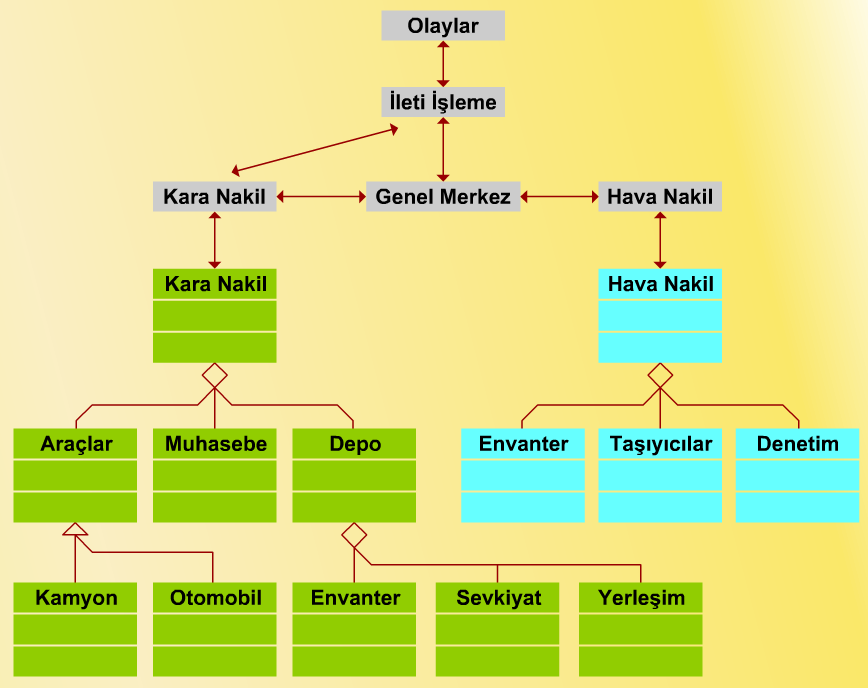 Olaylar
İleti İşleme
Kara Nakil
Genel Merkez
Hava Nakil
Kara Nakil
Hava Nakil
Araçlar
Muhasebe
Depo
Envanter
Taşıyıcılar
Denetim
Kamyon
Otomobil
Envanter
Sevkiyat
Yerleşim